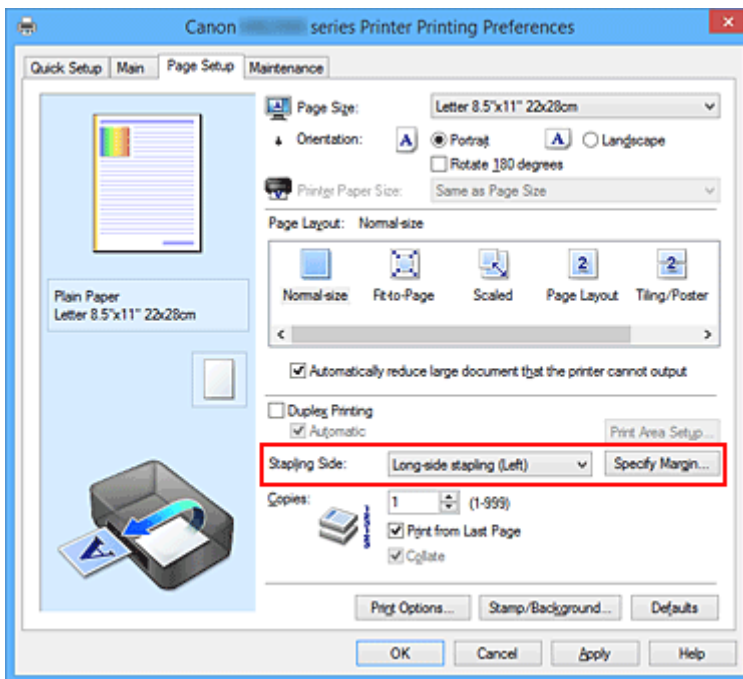 Canon series Printer Printing Preferences
Quick Setup Main Page Setup Maintenance
Page Size: Letter 8.5"x11" 22x28cm
Orientation: A Portrait A Landscape
Rotate 180 degrees
Printer Paper Size: Same as Page Size
Page Layout: Normal-size
2 2
Normal-size Fit-to-Page Scaled Page Layout Tiling/Poster
Plain Paper
Letter 8.5"x11" 22x28cm
Automatically reduce large document that the printer cannot output
Duplex Printing
Automatic
Print Area Setup...
Stapling Side: Long-side stapling (Left) Specify Margin...
Copies: 1 (1-999)
Print from Last Page
Collate
A
Print Options... Stamp/Background... Defaults
OK Cancel Apply Help